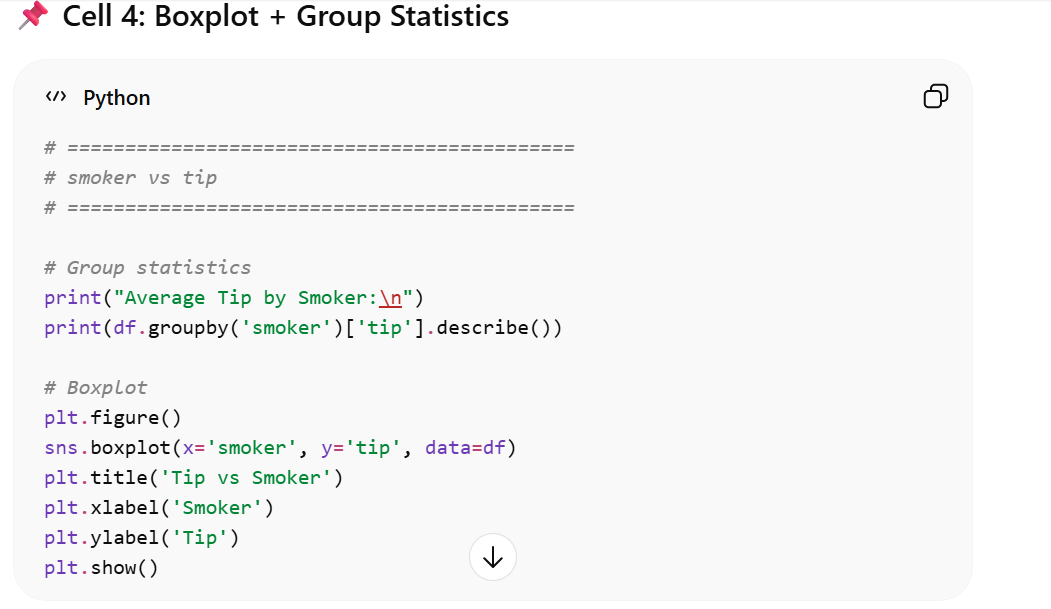 📌 Cell 4: Boxplot + Group Statistics
</> Python
# ============================================
# smoker vs tip
# ============================================
# Group statistics
print("Average Tip by Smoker:\n")
print(df.groupby('smoker')['tip'].describe())
# Boxplot
plt.figure()
sns.boxplot(x='smoker', y='tip', data=df)
plt.title('Tip vs Smoker')
plt.xlabel('Smoker')
plt.ylabel('Tip')
plt.show()